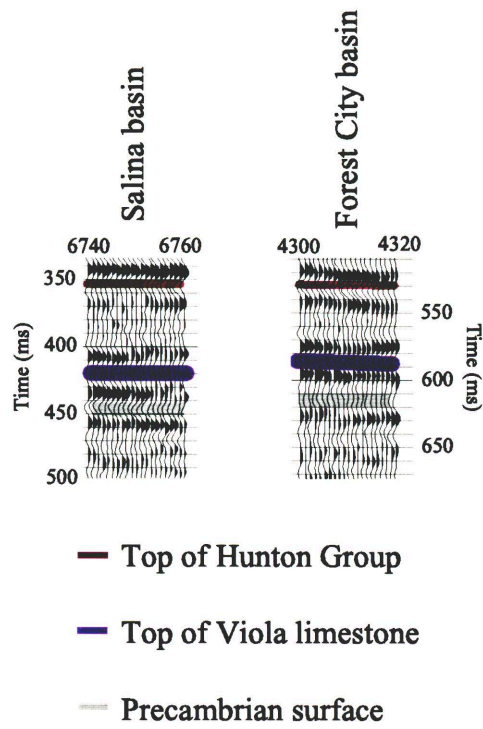 Salina basin
Forest City basin
6740 6760
4300 4320
350
400
450
500
Time (ms)
550
600
650
Time (ms)
Top of Hunton Group
Top of Viola limestone
Precambrian surface